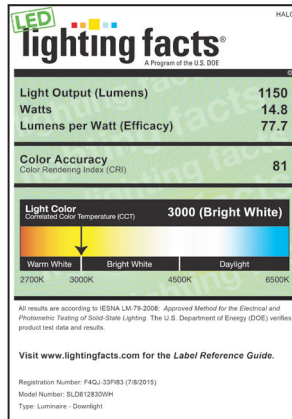 LED
HALO
lighting facts®
A Program of the U.S. DOE
Light Output (Lumens) 1150
Watts 14.8
Lumens per Watt (Efficacy) 77.7
Color Accuracy
Color Rendering Index (CRI) 81
Light Color
Correlated Color Temperature (CCT) 3000 (Bright White)
Warm White Bright White Daylight
2700K 3000K 4500K 6500K
All results are according to IESNA LM-79-2008: Approved Method for the Electrical and
Photometric Testing of Solid-State Lighting. The U.S. Department of Energy (DOE) verifies
product test data and results.
Visit www.lightingfacts.com for the Label Reference Guide.
Registration Number: F4QJ-33FI83 (7/8/2015)
Model Number: SLD612830WH
Type: Luminaire - Downlight